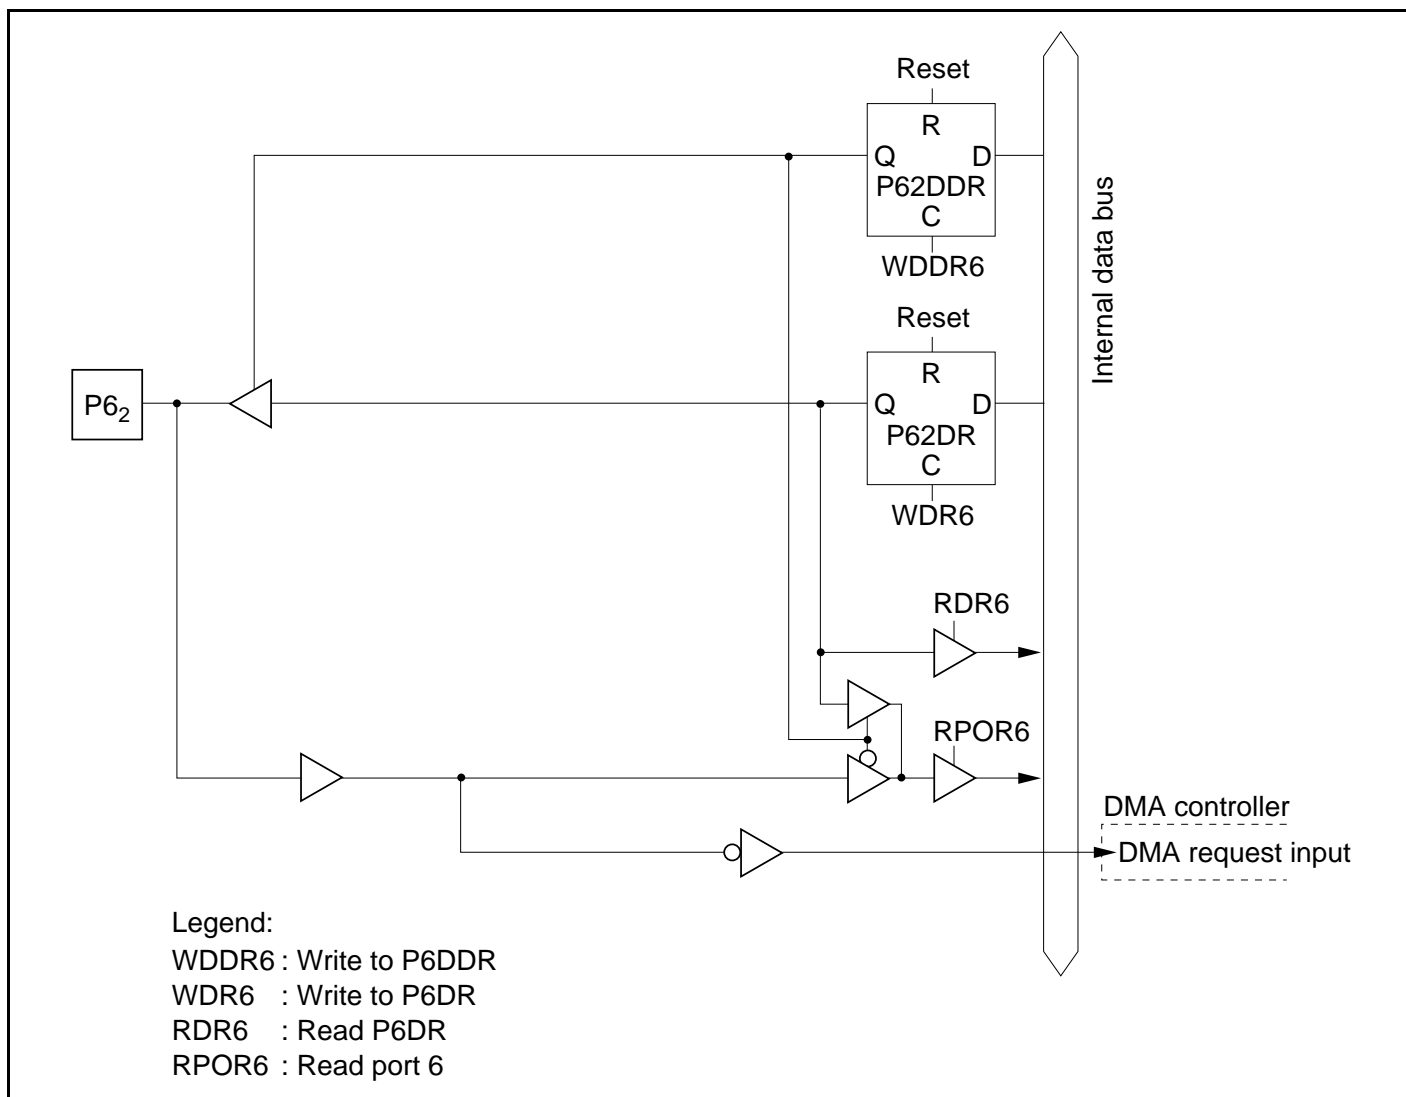 Reset
R
Q D
P62DDR
C
WDDR6
Internal data bus
Reset
R
P6₂
Q D
P62DR
C
WDR6
RDR6
RPOR6
DMA controller
DMA request input
Legend:
WDDR6 : Write to P6DDR
WDR6 : Write to P6DR
RDR6 : Read P6DR
RPOR6 : Read port 6